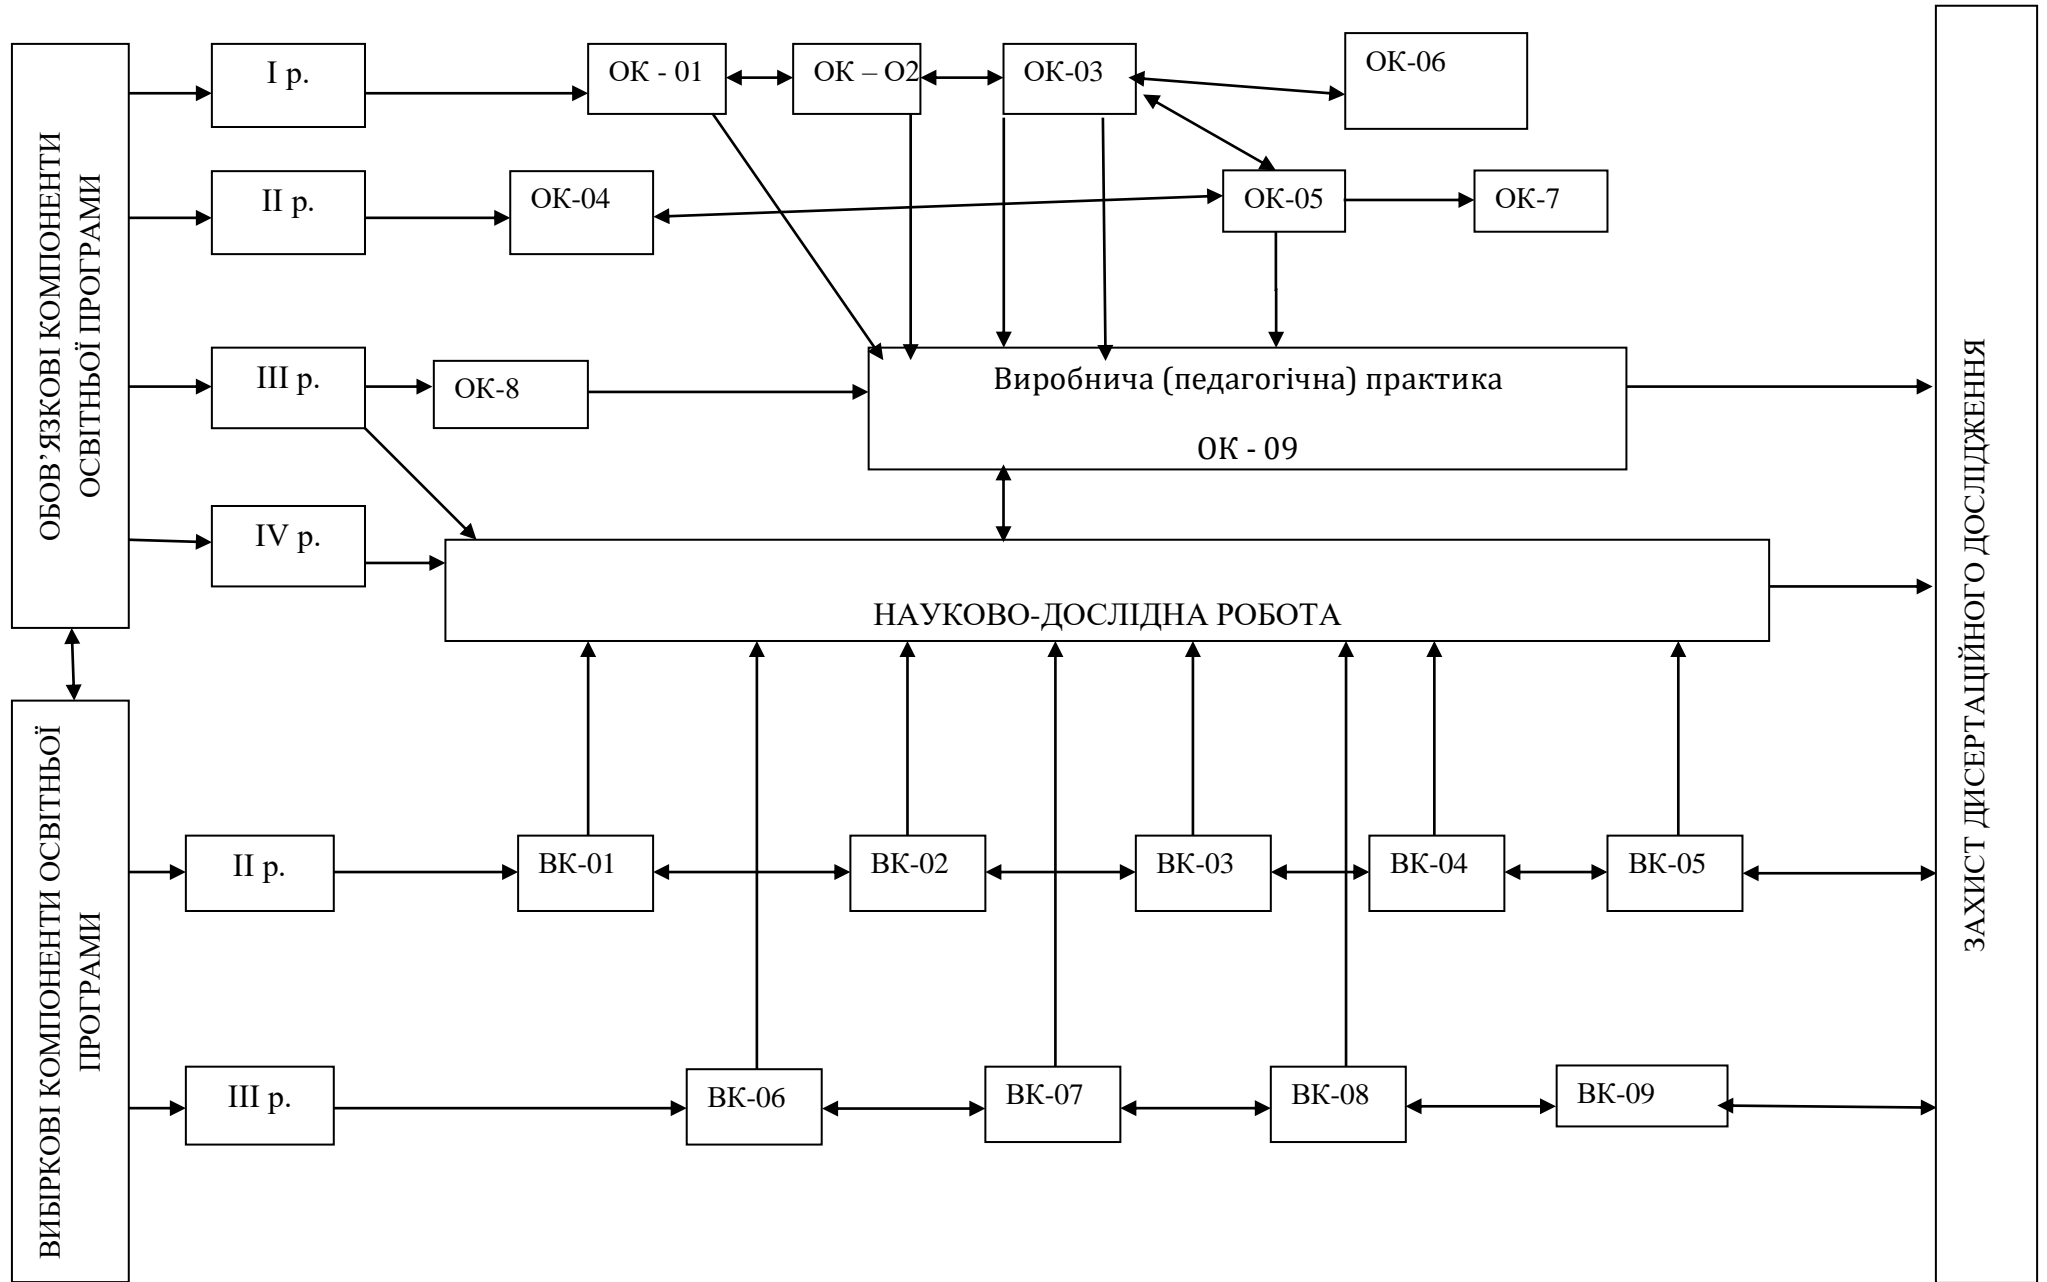 ОБОВ’ЯЗКОВІ КОМПОНЕНТИ
ОСВІТНЬОЇ ПРОГРАМИ
І р.
ОК - 01
ОК – О2
ОК-03
ОК-06
ІІ р.
ОК-04
ОК-05
ОК-7
ІІІ р.
ОК-8
Виробнича (педагогічна) практика
ОК - 09
IV р.
НАУКОВО-ДОСЛІДНА РОБОТА
ВИБІРКОВІ КОМПОНЕНТИ ОСВІТНЬОЇ
ПРОГРАМИ
ІІ р.
ВК-01
ВК-02
ВК-03
ВК-04
ВК-05
ІІІ р.
ВК-06
ВК-07
ВК-08
ВК-09
ЗАХИСТ ДИСЕРТАЦІЙНОГО ДОСЛІДЖЕННЯ